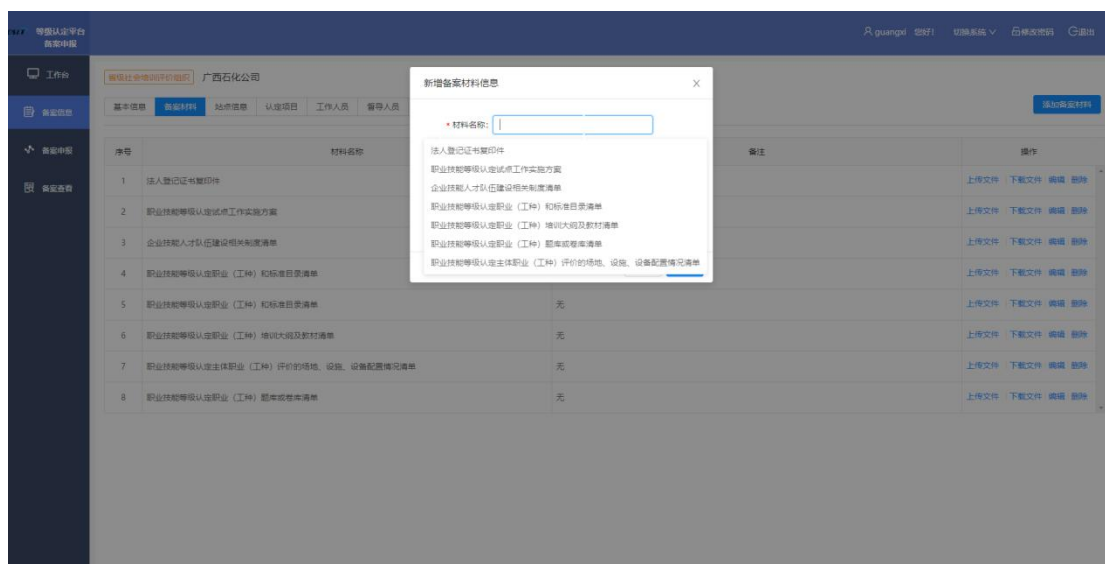 等级认定平台
备案申报
guangxi 您好!
切换系统
修改密码
退出
工作台
备案信息
备案申报
备案查看
省级社会培训评价组织 广西石化公司
基本信息 备案材料 站点信息 认定项目 工作人员 督导人员
添加备案材料
新增备案材料信息
* 材料名称:
法人登记证书复印件
职业技能等级认定试点工作实施方案
企业技能人才队伍建设相关制度清单
职业技能等级认定职业（工种）和标准目录清单
职业技能等级认定职业（工种）培训大纲及教材清单
职业技能等级认定职业（工种）题库或卷库清单
职业技能等级认定主体职业（工种）评价的场地、设施、设备配置情况清单
序号 材料名称 备注 操作
1 法人登记证书复印件 上传文件 下载文件 编辑 删除
2 职业技能等级认定试点工作实施方案 上传文件 下载文件 编辑 删除
3 企业技能人才队伍建设相关制度清单 上传文件 下载文件 编辑 删除
4 职业技能等级认定职业（工种）和标准目录清单 上传文件 下载文件 编辑 删除
5 职业技能等级认定职业（工种）和标准目录清单 无 上传文件 下载文件 编辑 删除
6 职业技能等级认定职业（工种）培训大纲及教材清单 无 上传文件 下载文件 编辑 删除
7 职业技能等级认定主体职业（工种）评价的场地、设施、设备配置情况清单 无 上传文件 下载文件 编辑 删除
8 职业技能等级认定职业（工种）题库或卷库清单 无 上传文件 下载文件 编辑 删除